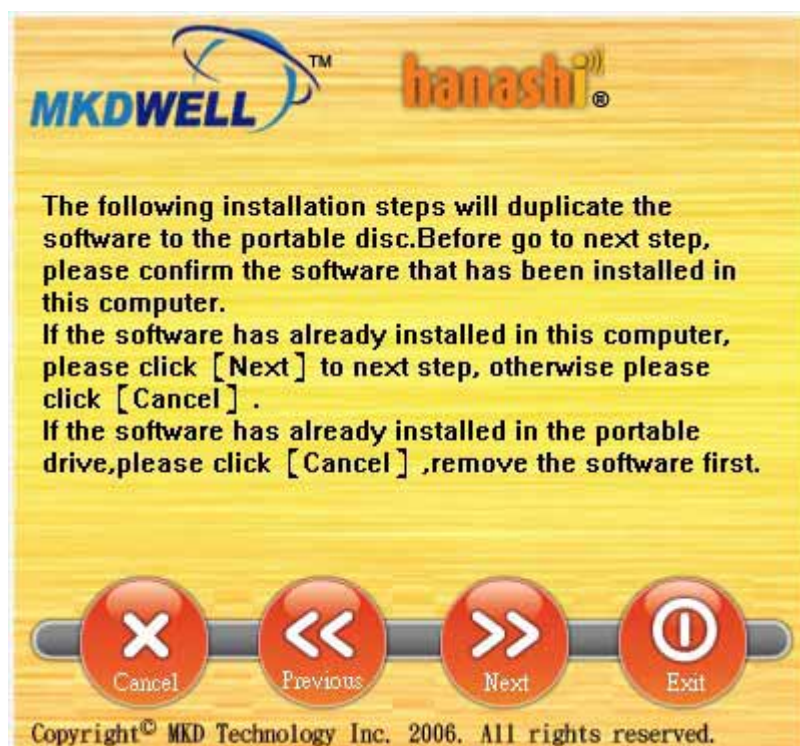 MKDWELL TM hanashi ®
The following installation steps will duplicate the
software to the portable disc.Before go to next step,
please confirm the software that has been installed in
this computer.
If the software has already installed in this computer,
please click [Next] to next step, otherwise please
click [Cancel] .
If the software has already installed in the portable
drive,please click [Cancel] ,remove the software first.
Cancel Previous Next Exit
Copyright© MKD Technology Inc. 2006. All rights reserved.